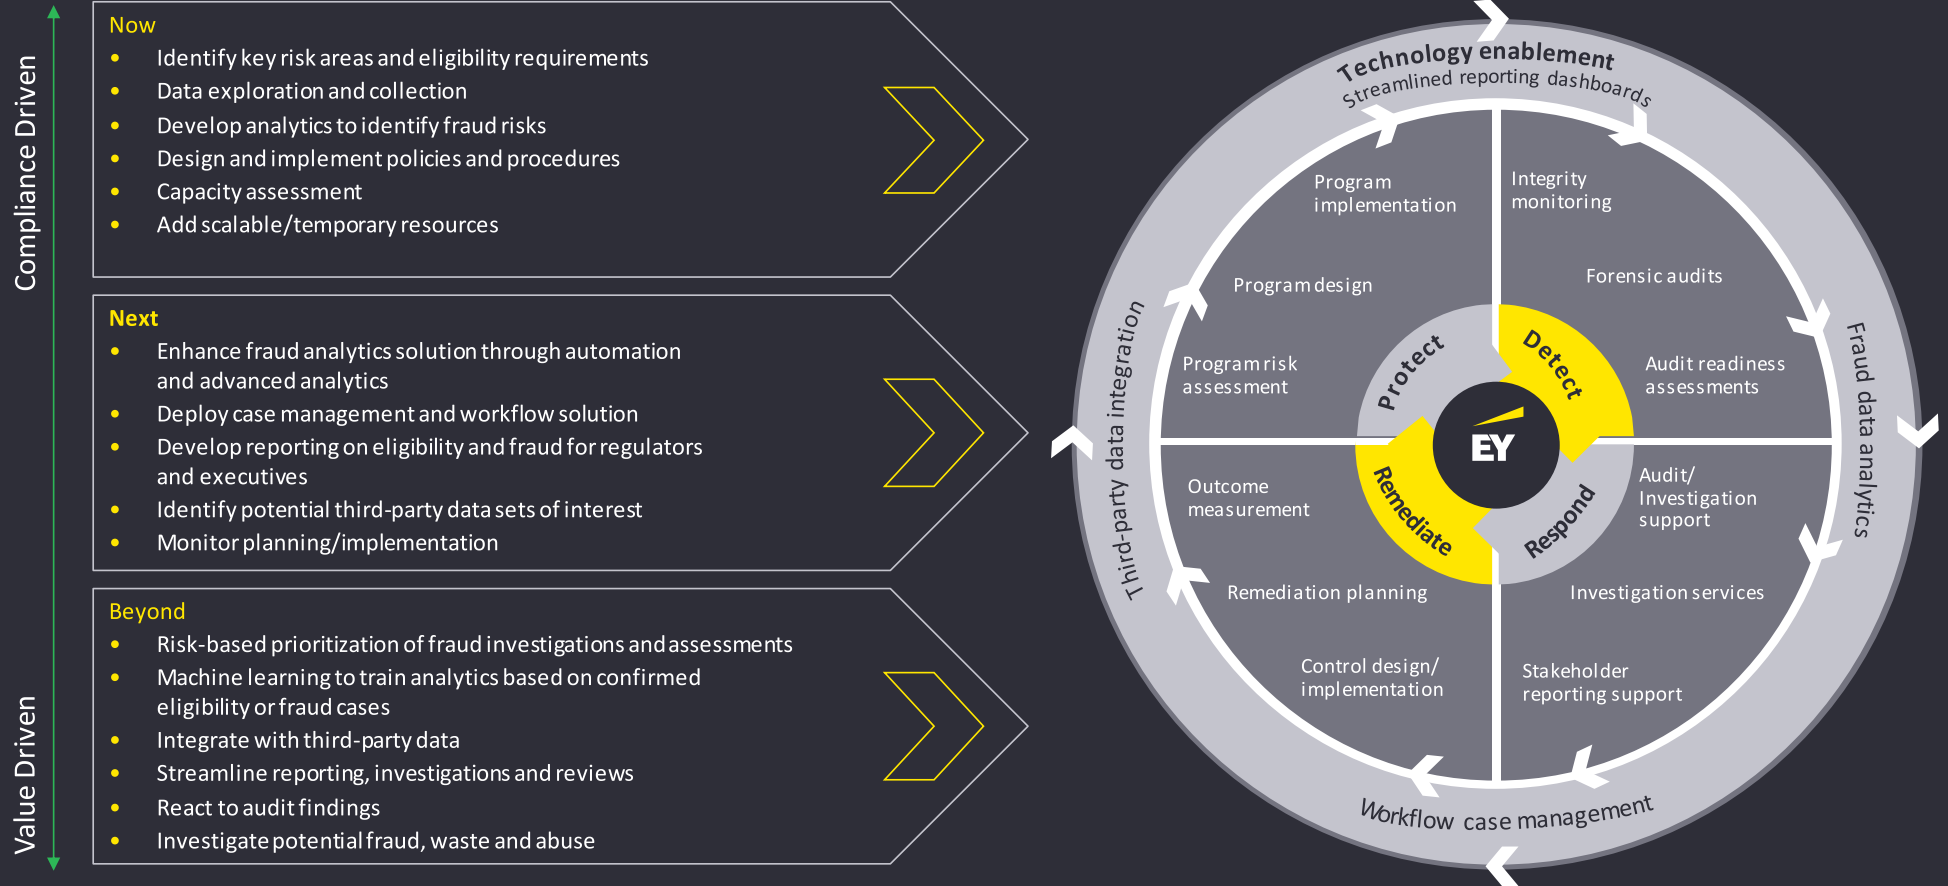 Compliance Driven
Value Driven
Now
• Identify key risk areas and eligibility requirements
• Data exploration and collection
• Develop analytics to identify fraud risks
• Design and implement policies and procedures
• Capacity assessment
• Add scalable/temporary resources
Next
• Enhance fraud analytics solution through automation
and advanced analytics
• Deploy case management and workflow solution
• Develop reporting on eligibility and fraud for regulators
and executives
• Identify potential third-party data sets of interest
• Monitor planning/implementation
Beyond
• Risk-based prioritization of fraud investigations and assessments
• Machine learning to train analytics based on confirmed
eligibility or fraud cases
• Integrate with third-party data
• Streamline reporting, investigations and reviews
• React to audit findings
• Investigate potential fraud, waste and abuse
Technology enablement
Streamlined reporting dashboards
Fraud data analytics
Workflow case management
Third-party data integration
Program
implementation
Program design
Program risk
assessment
Integrity
monitoring
Forensic audits
Audit readiness
assessments
Protect
Detect
EY
Remediate
Respond
Outcome
measurement
Remediation planning
Control design/
implementation
Audit/
Investigation
support
Investigation services
Stakeholder
reporting support